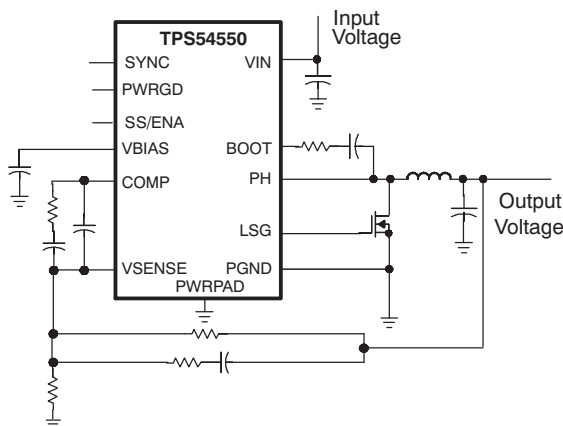 Input
Voltage
TPS54550
SYNC
VIN
PWRGD
SS/ENA
VBIAS
BOOT
COMP
PH
Output
Voltage
LSG
VSENSE
PGND
PWRPAD